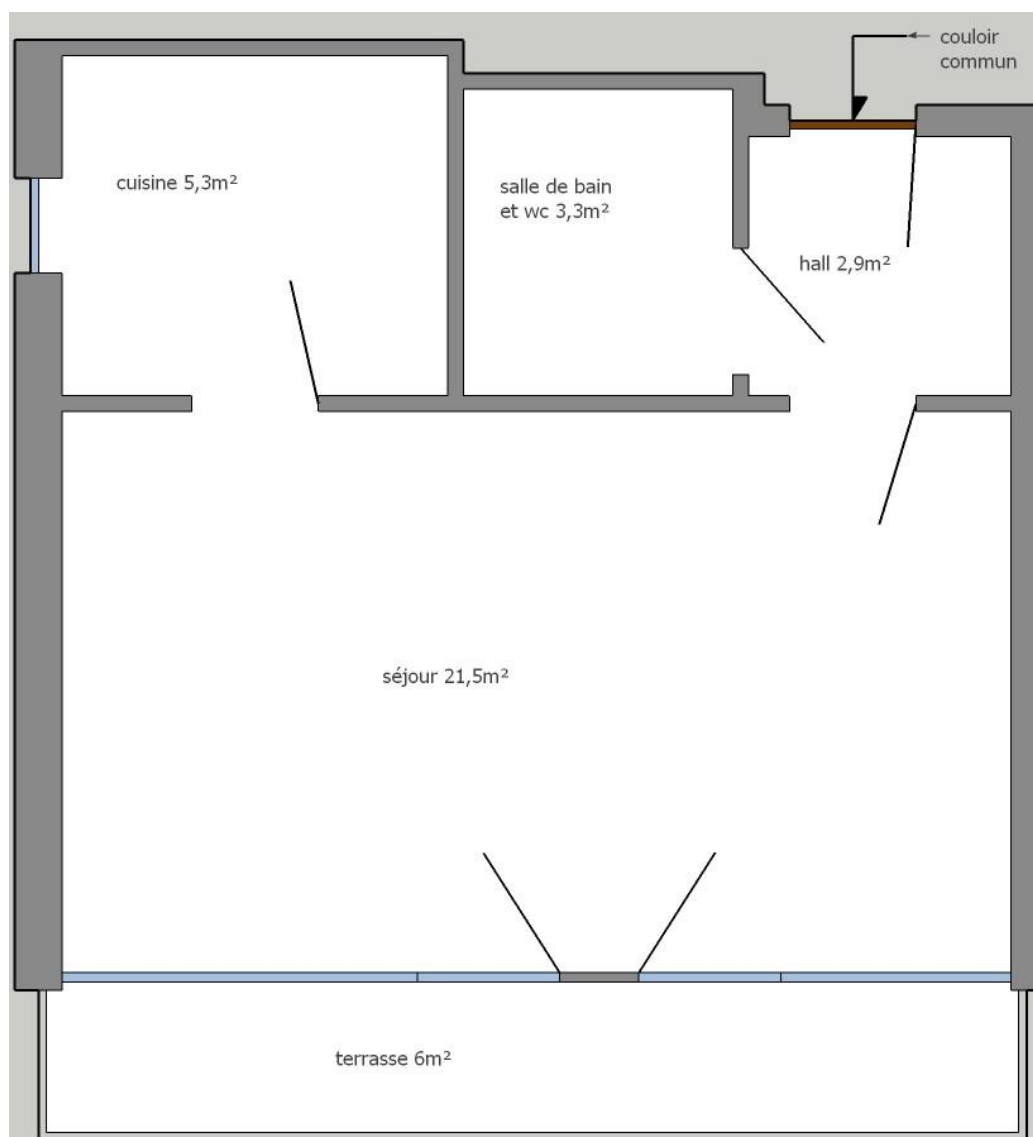 couloir
commun
cuisine 5,3m²
salle de bain
et wc 3,3m²
hall 2,9m²
séjour 21,5m²
terrasse 6m²